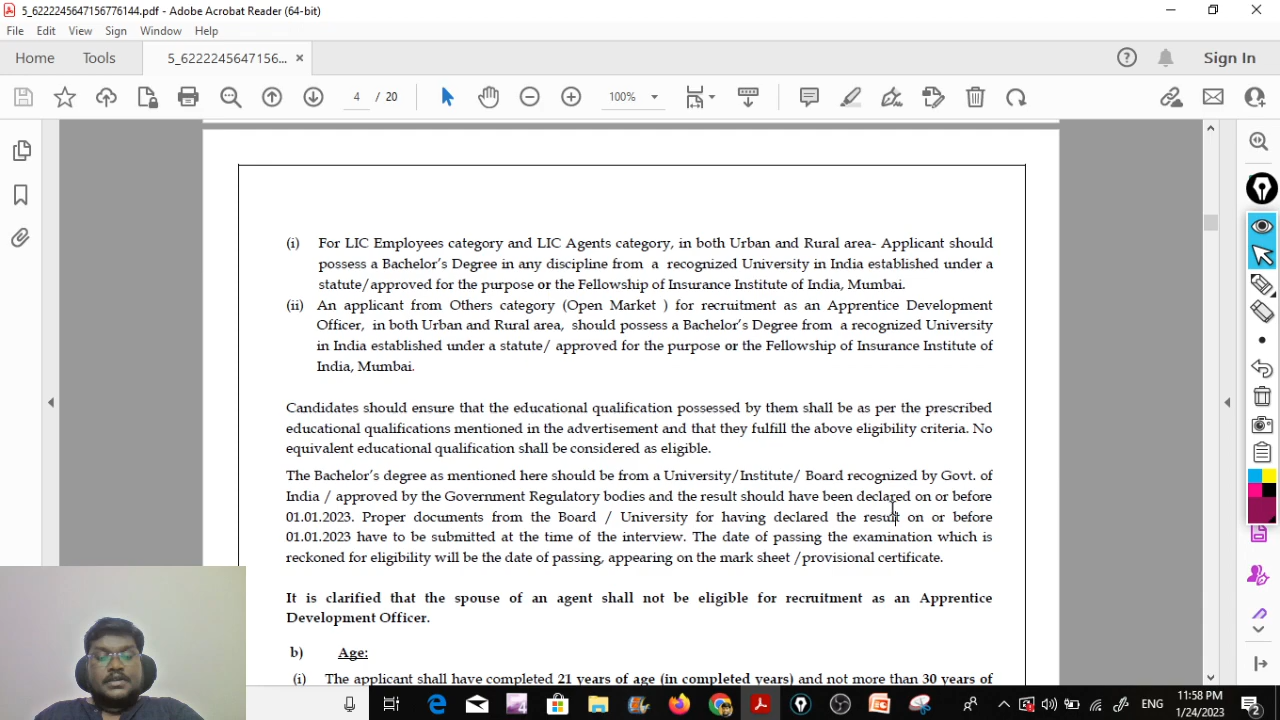 5_6222245647156776144.pdf - Adobe Acrobat Reader (64-bit)
File Edit View Sign Window Help
Home Tools 5_6222245647156... × Sign In
4 / 20 100%
(i) For LIC Employees category and LIC Agents category, in both Urban and Rural area- Applicant should
possess a Bachelor's Degree in any discipline from a recognized University in India established under a
statute/approved for the purpose or the Fellowship of Insurance Institute of India, Mumbai.
(ii) An applicant from Others category (Open Market ) for recruitment as an Apprentice Development
Officer, in both Urban and Rural area, should possess a Bachelor's Degree from a recognized University
in India established under a statute/ approved for the purpose or the Fellowship of Insurance Institute of
India, Mumbai.
Candidates should ensure that the educational qualification possessed by them shall be as per the prescribed
educational qualifications mentioned in the advertisement and that they fulfill the above eligibility criteria. No
equivalent educational qualification shall be considered as eligible.
The Bachelor's degree as mentioned here should be from a University/Institute/ Board recognized by Govt. of
India / approved by the Government Regulatory bodies and the result should have been declared on or before
01.01.2023. Proper documents from the Board / University for having declared the result on or before
01.01.2023 have to be submitted at the time of the interview. The date of passing the examination which is
reckoned for eligibility will be the date of passing, appearing on the mark sheet /provisional certificate.
It is clarified that the spouse of an agent shall not be eligible for recruitment as an Apprentice
Development Officer.
b) Age:
(i) The applicant shall have completed 21 years of age (in completed years) and not more than 30 years of
ENG
11:58 PM
1/24/2023
2